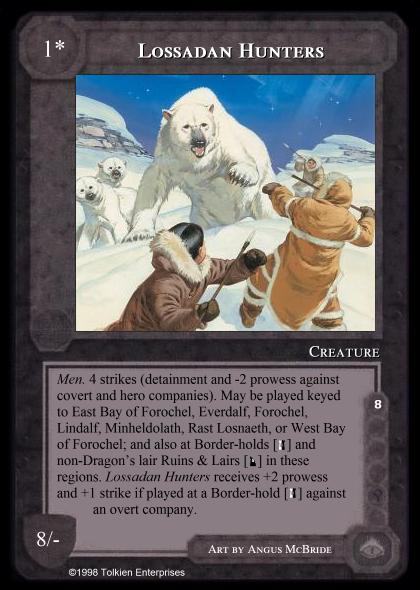 1*
LOSSADAN HUNTERS
CREATURE
Men. 4 strikes (detainment and -2 prowess against
covert and hero companies). May be played keyed
to East Bay of Forochel, Everdalf, Forochel,
Lindalf, Minheldolath, Rast Losnaeth, or West Bay
of Forochel; and also at Border-holds [ ] and
non-Dragon's lair Ruins & Lairs [ ] in these
regions. Lossadan Hunters receives +2 prowess
and +1 strike if played at a Border-hold [ ] against
an overt company.
8
8/-
ART BY ANGUS MCBRIDE
©1998 Tolkien Enterprises